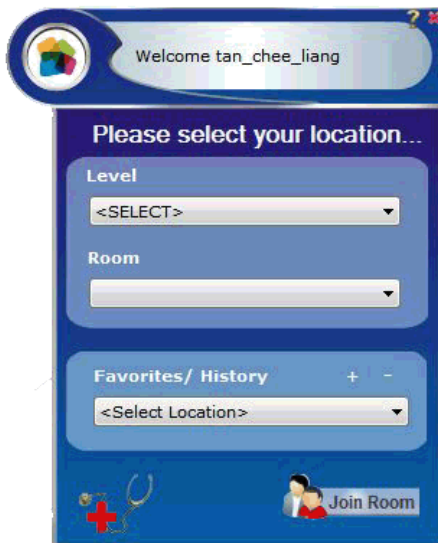 ?
Welcome tan_chee_liang
Please select your location...
Level
<SELECT>
Room
Favorites/ History + -
<Select Location>
Join Room